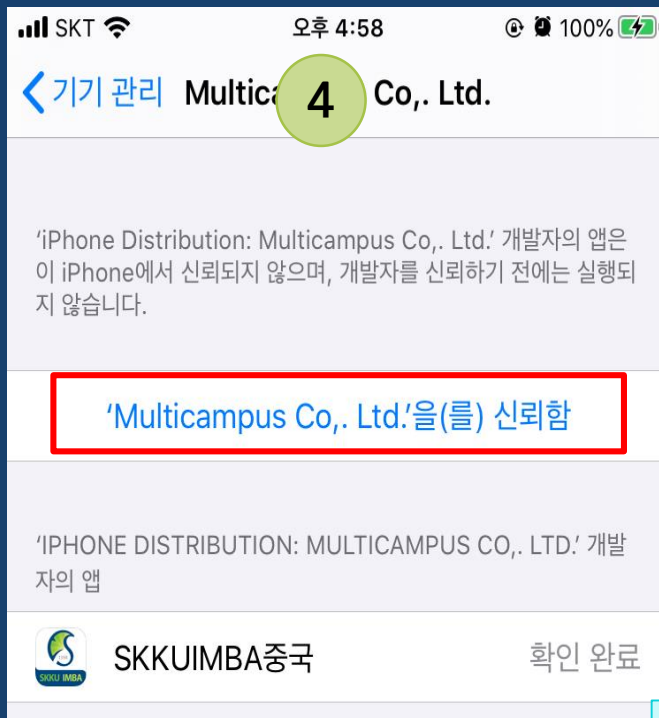 SKT 오후 4:58 100%
기기 관리 Multica 4 Co,. Ltd.
‘iPhone Distribution: Multicampus Co,. Ltd.’ 개발자의 앱은
이 iPhone에서 신뢰되지 않으며, 개발자를 신뢰하기 전에는 실행되
지 않습니다.
‘Multicampus Co,. Ltd.’을(를) 신뢰함
‘IPHONE DISTRIBUTION: MULTICAMPUS CO,. LTD.’ 개발
자의 앱
SKKU IMBA
SKKUIMBA중국 확인 완료